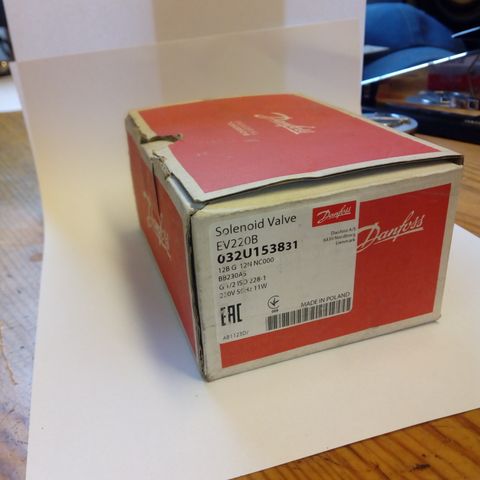 Danfoss
Solenoid Valve
EV220B
032U153831
12B G 12N NC000
BB230AS
G 1/2 ISO 228-1
230V 50Hz 11W
Danfoss
Danfoss A/S
6430 Nordborg
Denmark
Danfoss
EAC
MADE IN POLAND